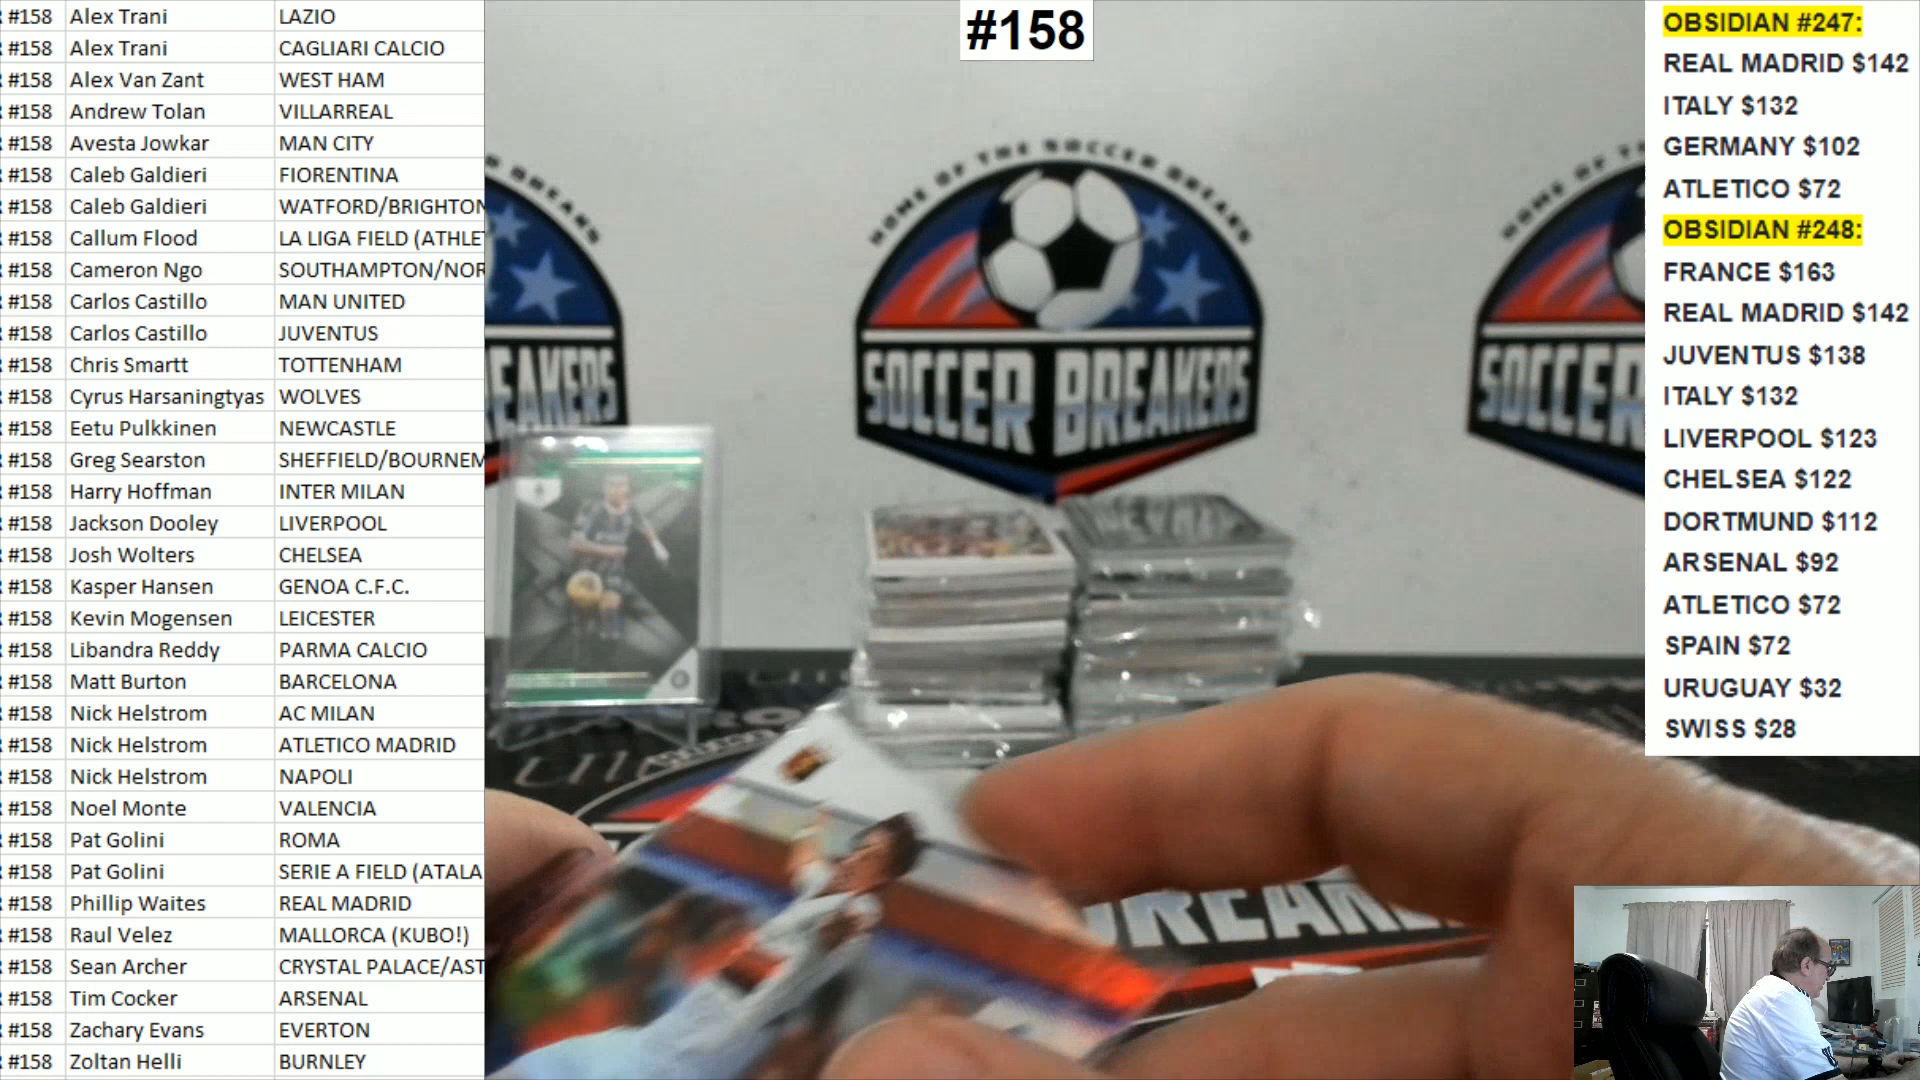 #158 Alex Trani LAZIO
#158 Alex Trani CAGLIARI CALCIO
#158 Alex Van Zant WEST HAM
#158 Andrew Tolan VILLARREAL
#158 Avesta Jowkar MAN CITY
#158 Caleb Galdieri FIORENTINA
#158 Caleb Galdieri WATFORD/BRIGHTON
#158 Callum Flood LA LIGA FIELD (ATHLE
#158 Cameron Ngo SOUTHAMPTON/NOR
#158 Carlos Castillo MAN UNITED
#158 Carlos Castillo JUVENTUS
#158 Chris Smartt TOTTENHAM
#158 Cyrus Harsaningtyas WOLVES
#158 Eetu Pulkkinen NEWCASTLE
#158 Greg Searston SHEFFIELD/BOURNEM
#158 Harry Hoffman INTER MILAN
#158 Jackson Dooley LIVERPOOL
#158 Josh Wolters CHELSEA
#158 Kasper Hansen GENOA C.F.C.
#158 Kevin Mogensen LEICESTER
#158 Libandra Reddy PARMA CALCIO
#158 Matt Burton BARCELONA
#158 Nick Helstrom AC MILAN
#158 Nick Helstrom ATLETICO MADRID
#158 Nick Helstrom NAPOLI
#158 Noel Monte VALENCIA
#158 Pat Golini ROMA
#158 Pat Golini SERIE A FIELD (ATALA
#158 Phillip Waites REAL MADRID
#158 Raul Velez MALLORCA (KUBO!)
#158 Sean Archer CRYSTAL PALACE/AST
#158 Tim Cocker ARSENAL
#158 Zachary Evans EVERTON
#158 Zoltan Helli BURNLEY
#158
HOME OF THE SOCCER BREAKS
SOCCER BREAKERS
BREAKS
EAKERS
HOME OF THE
SOCCER
BREAKE
OBSIDIAN #247:
REAL MADRID $142
ITALY $132
GERMANY $102
ATLETICO $72
OBSIDIAN #248:
FRANCE $163
REAL MADRID $142
JUVENTUS $138
ITALY $132
LIVERPOOL $123
CHELSEA $122
DORTMUND $112
ARSENAL $92
ATLETICO $72
SPAIN $72
URUGUAY $32
SWISS $28